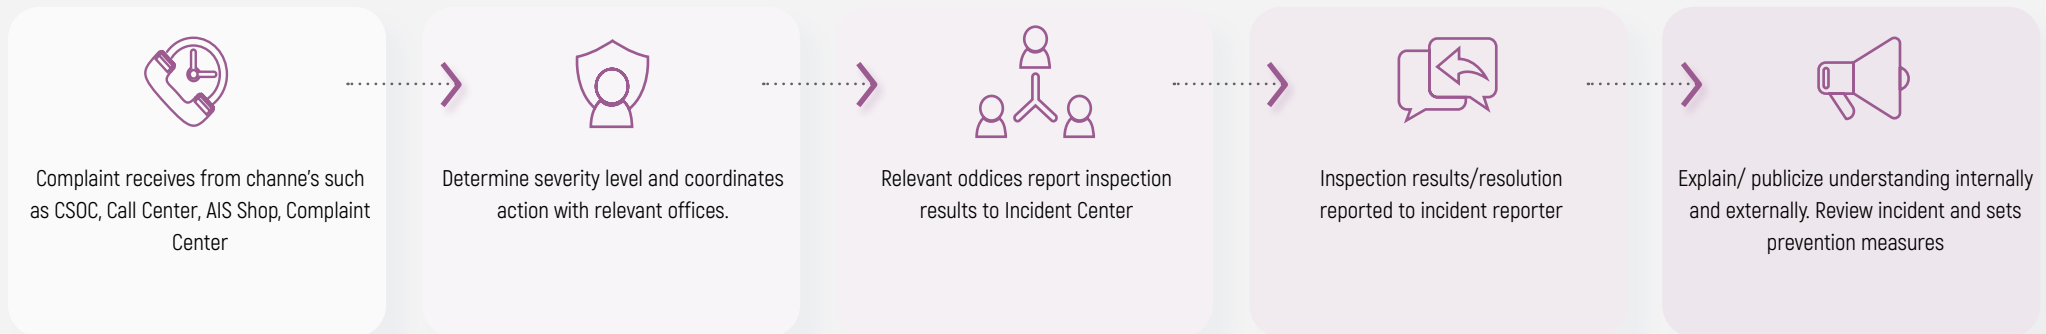 Complaint receives from channe's such
as CSOC, Call Center, AIS Shop, Complaint
Center
Determine severity level and coordinates
action with relevant offices.
Relevant oddices report inspection
results to Incident Center
Inspection results/resolution
reported to incident reporter
Explain/ publicize understanding internally
and externally. Review incident and sets
prevention measures